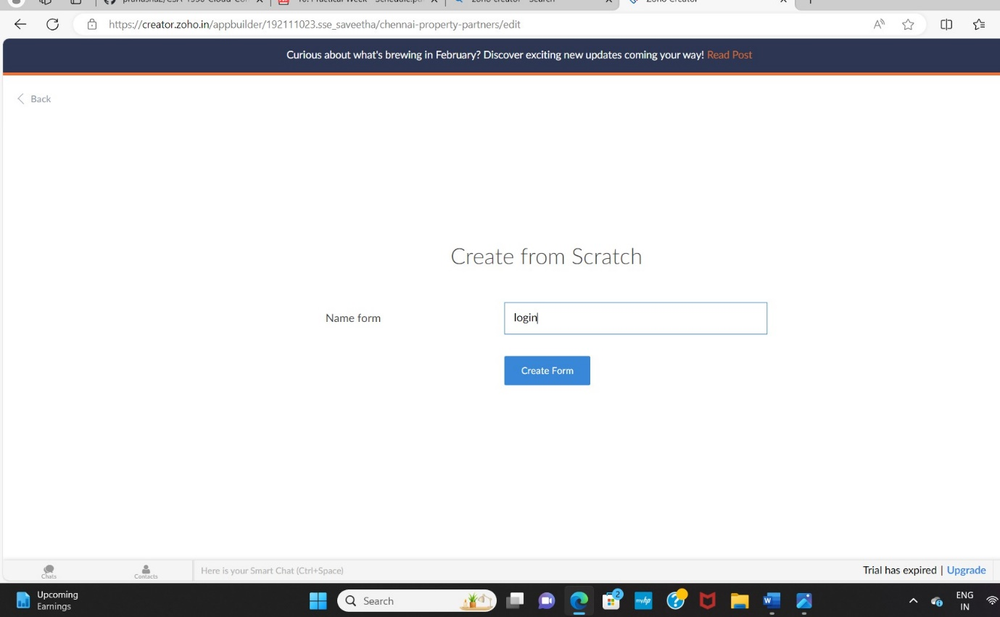 https://creator.zoho.in/appbuilder/192111023.sse_saveetha/chennai-property-partners/edit
Curious about what's brewing in February? Discover exciting new updates coming your way! Read Post
Back
Create from Scratch
Name form
login
Create Form
Chats
Contacts
Here is your Smart Chat (Ctrl+Space)
Trial has expired | Upgrade
Upcoming
Earnings
Search
2
myhp
W
ENG
IN